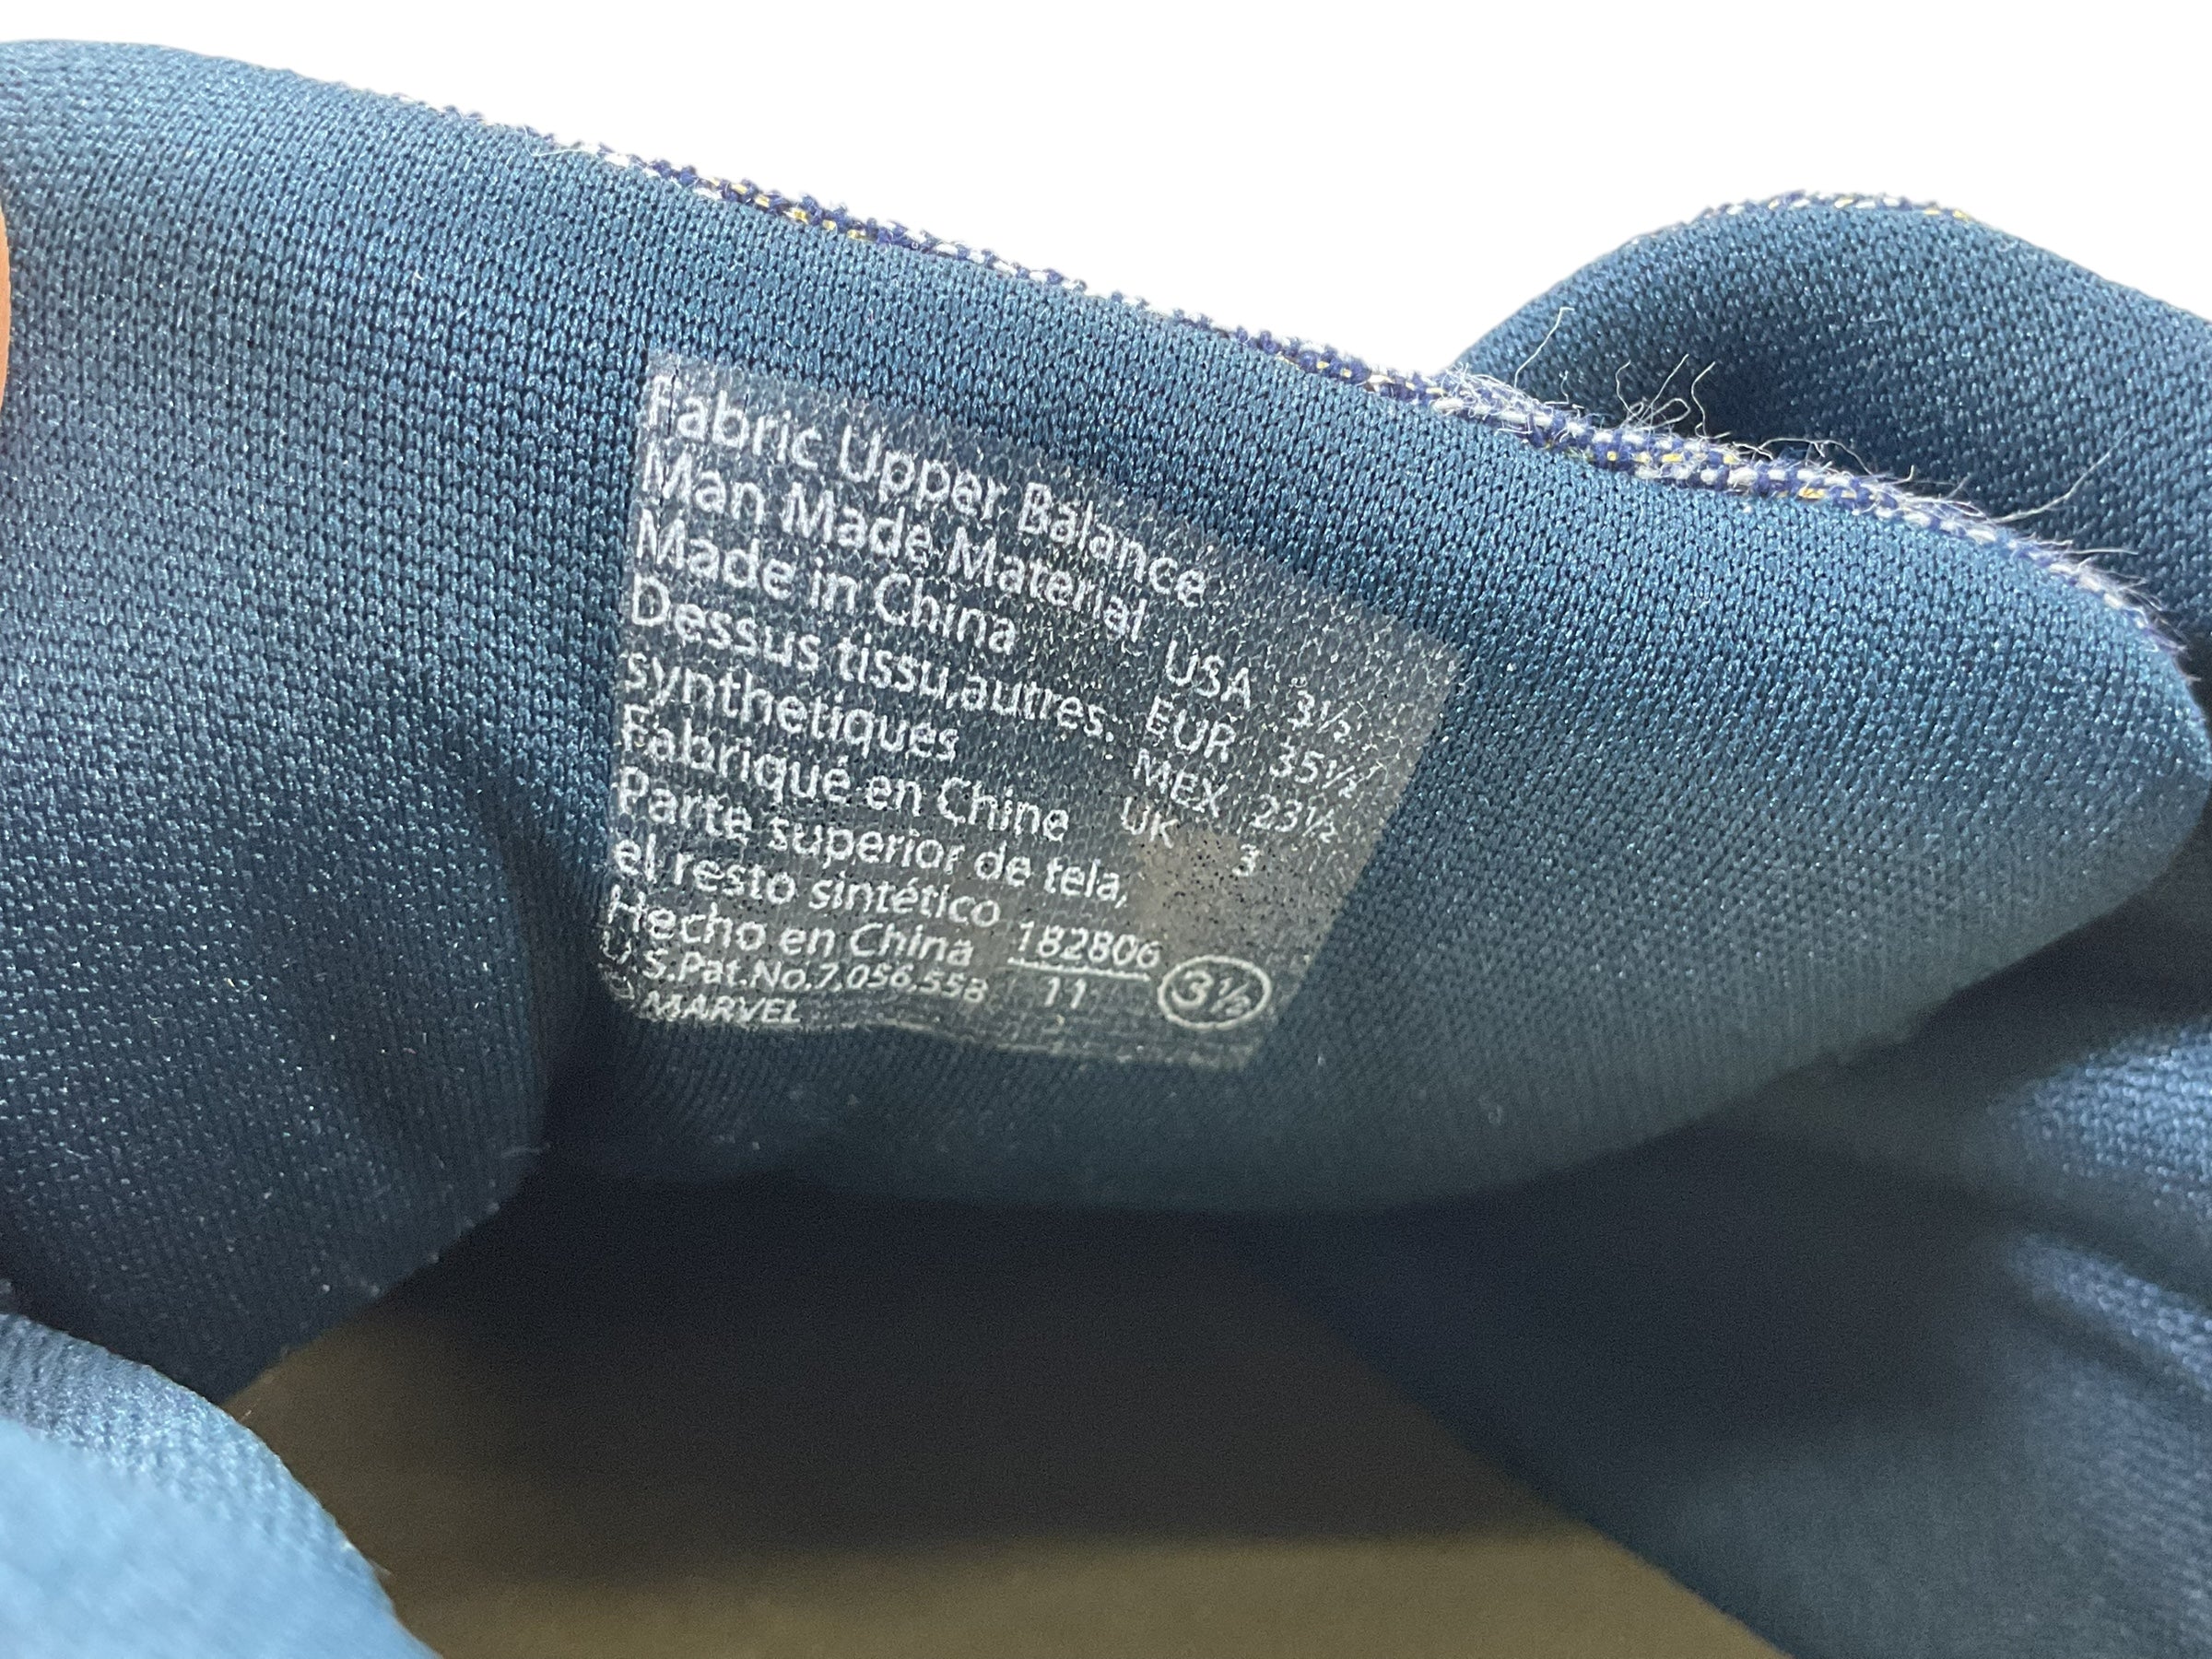 Fabric Upper Balance
Man Made Material
Made in China
Dessus tissu,autres:
synthétiques
Fabriqué en Chine
Parte superior de tela,
el resto sintético
Hecho en China
U.S.Pat.No.7,056,558
© MARVEL
USA 3½
EUR 35½
MEX 23½
UK 3
182806
11
3½